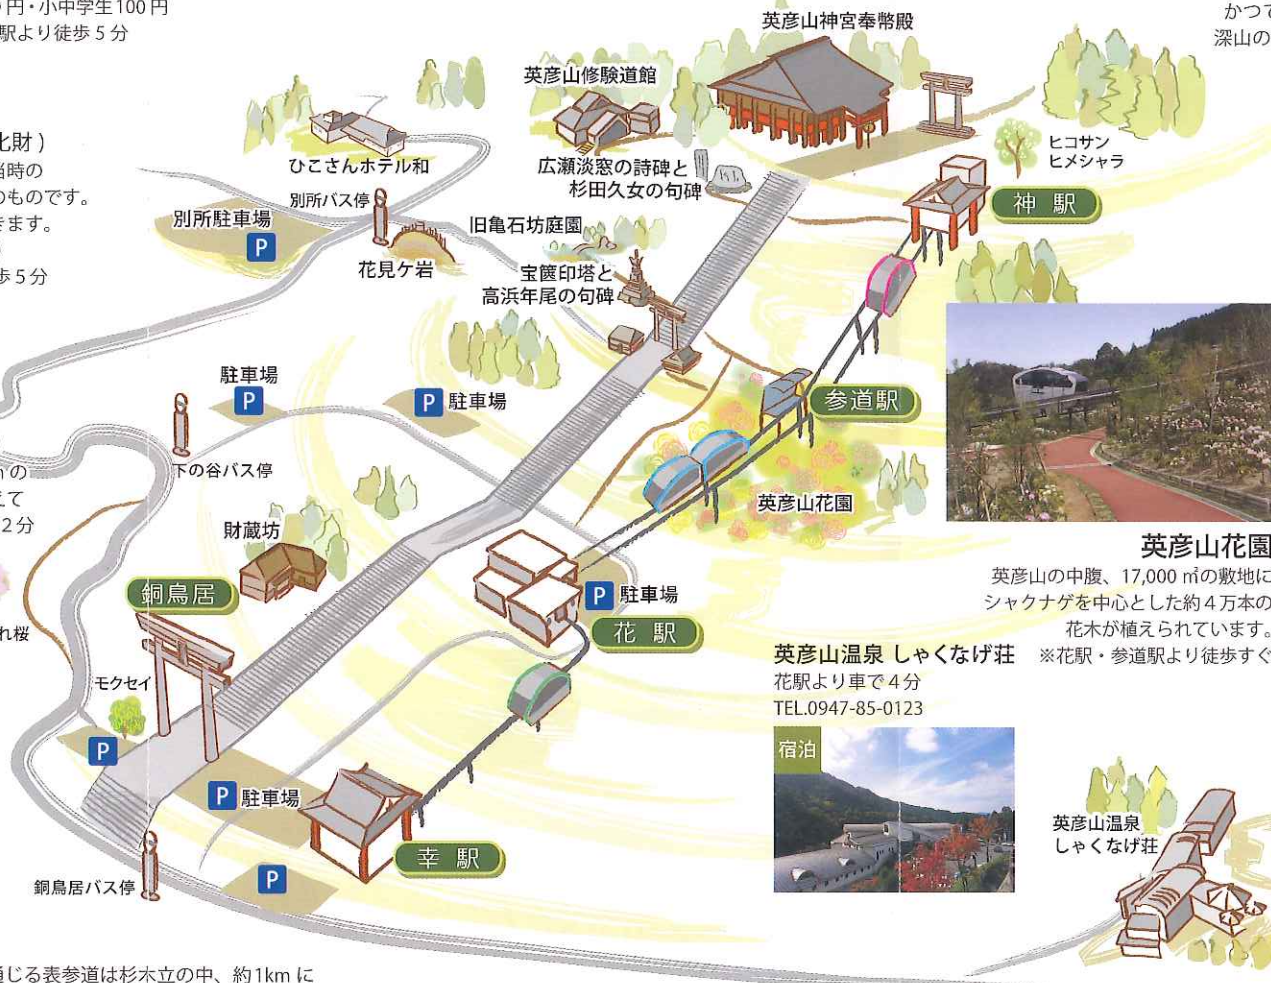 円・小中学生100円
駅より徒歩5分
かつて
深山の
英彦山神宮奉幣殿
英彦山修験道館
ひこさんホテル和
ヒコサン
ヒメシャラ
広瀬淡窓の詩碑と
杉田久女の句碑
化財)
当時の
のものです。
きます。
歩5分
別所バス停
別所駐車場
P
花見ケ岩
旧亀石坊庭園
宝篋印塔と
高浜年尾の句碑
神駅
駐車場
P
P 駐車場
参道駅
下の谷バス停
の
えて
2分
英彦山花園
財蔵坊
銅鳥居
P 駐車場
花駅
れ桜
モクセイ
P
英彦山花園
英彦山の中腹、17,000㎡の敷地に
シャクナゲを中心とした約4万本の
花木が植えられています。
※花駅・参道駅より徒歩すぐ
英彦山温泉 しゃくなげ荘
花駅より車で4分
TEL.0947-85-0123
宿泊
P 駐車場
幸駅
P
銅鳥居バス停
英彦山温泉
しゃくなげ荘
通じる表参道は杉木立の中、約1kmに